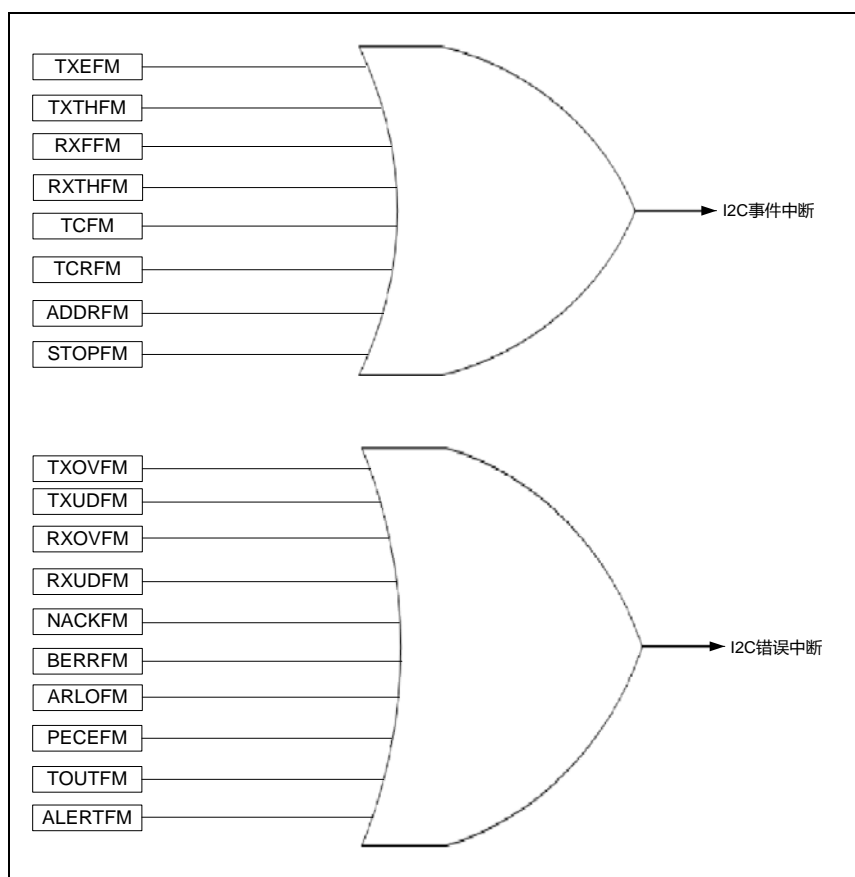 TXEFM
TXTHFM
RXFFM
RXTHFM
TCFM
TCRFM
ADDRFM
STOPFM
I2C事件中断
TXOVFM
TXUDFM
RXOVFM
RXUDFM
NACKFM
BERRFM
ARLOFM
PECEFM
TOUTFM
ALERTFM
I2C错误中断